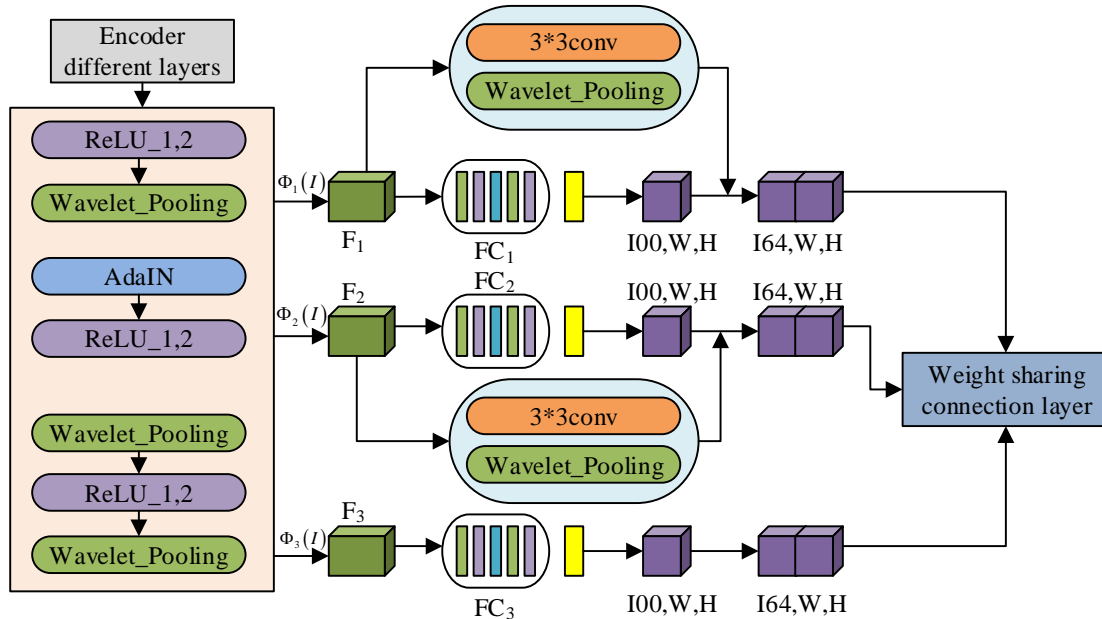 Encoder
different layers
ReLU_1,2
Wavelet_Pooling
AdaIN
ReLU_1,2
Wavelet_Pooling
ReLU_1,2
Wavelet_Pooling
Φ₁(I)
F₁
3*3conv
Wavelet_Pooling
FC₁
I00,W,H
I64,W,H
Φ₂(I)
F₂
FC₂
I00,W,H
I64,W,H
3*3conv
Wavelet_Pooling
Φ₃(I)
F₃
FC₃
I00,W,H
I64,W,H
Weight sharing
connection layer